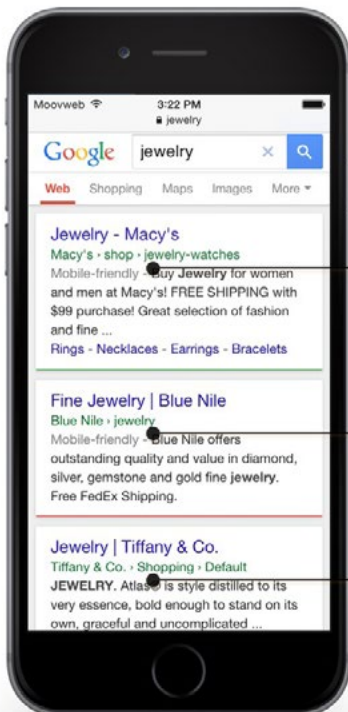 Moovweb 3:22 PM
jewelry
Google jewelry ×
Web Shopping Maps Images More
Jewelry - Macy's
Macy's › shop › jewelry-watches
Mobile-friendly - Buy Jewelry for women
and men at Macy's! FREE SHIPPING with
$99 purchase! Great selection of fashion
and fine ...
Rings - Necklaces - Earrings - Bracelets
Fine Jewelry | Blue Nile
Blue Nile › jewelry
Mobile-friendly - Blue Nile offers
outstanding quality and value in diamond,
silver, gemstone and gold fine jewelry.
Free FedEx Shipping.
Jewelry | Tiffany & Co.
Tiffany & Co. › Shopping › Default
JEWELRY. Atlas® is style distilled to its
very essence, bold enough to stand on its
own, graceful and uncomplicated ...